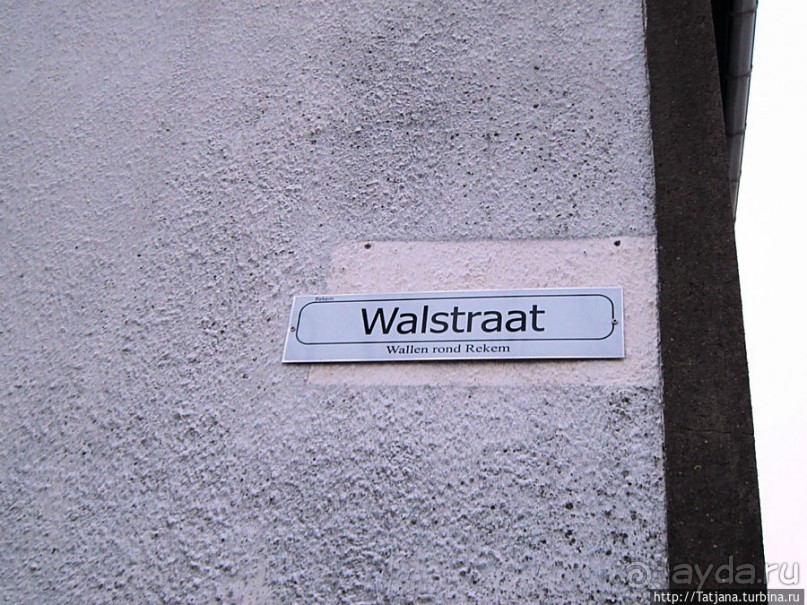 Rekem
Walstraat
Wallen rond Rekem
ayda.ru
http://Tatjana.turbina.ru